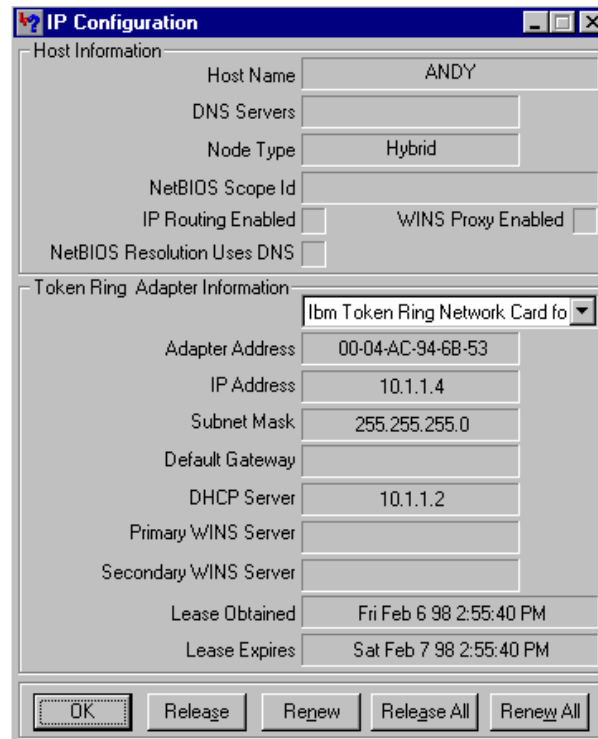 IP Configuration
Host Information
Host Name ANDY
DNS Servers
Node Type Hybrid
NetBIOS Scope Id
IP Routing Enabled WINS Proxy Enabled
NetBIOS Resolution Uses DNS
Token Ring Adapter Information
Ibm Token Ring Network Card fo
Adapter Address 00-04-AC-94-6B-53
IP Address 10.1.1.4
Subnet Mask 255.255.255.0
Default Gateway
DHCP Server 10.1.1.2
Primary WINS Server
Secondary WINS Server
Lease Obtained Fri Feb 6 98 2:55:40 PM
Lease Expires Sat Feb 7 98 2:55:40 PM
OK Release Renew Release All Renew All